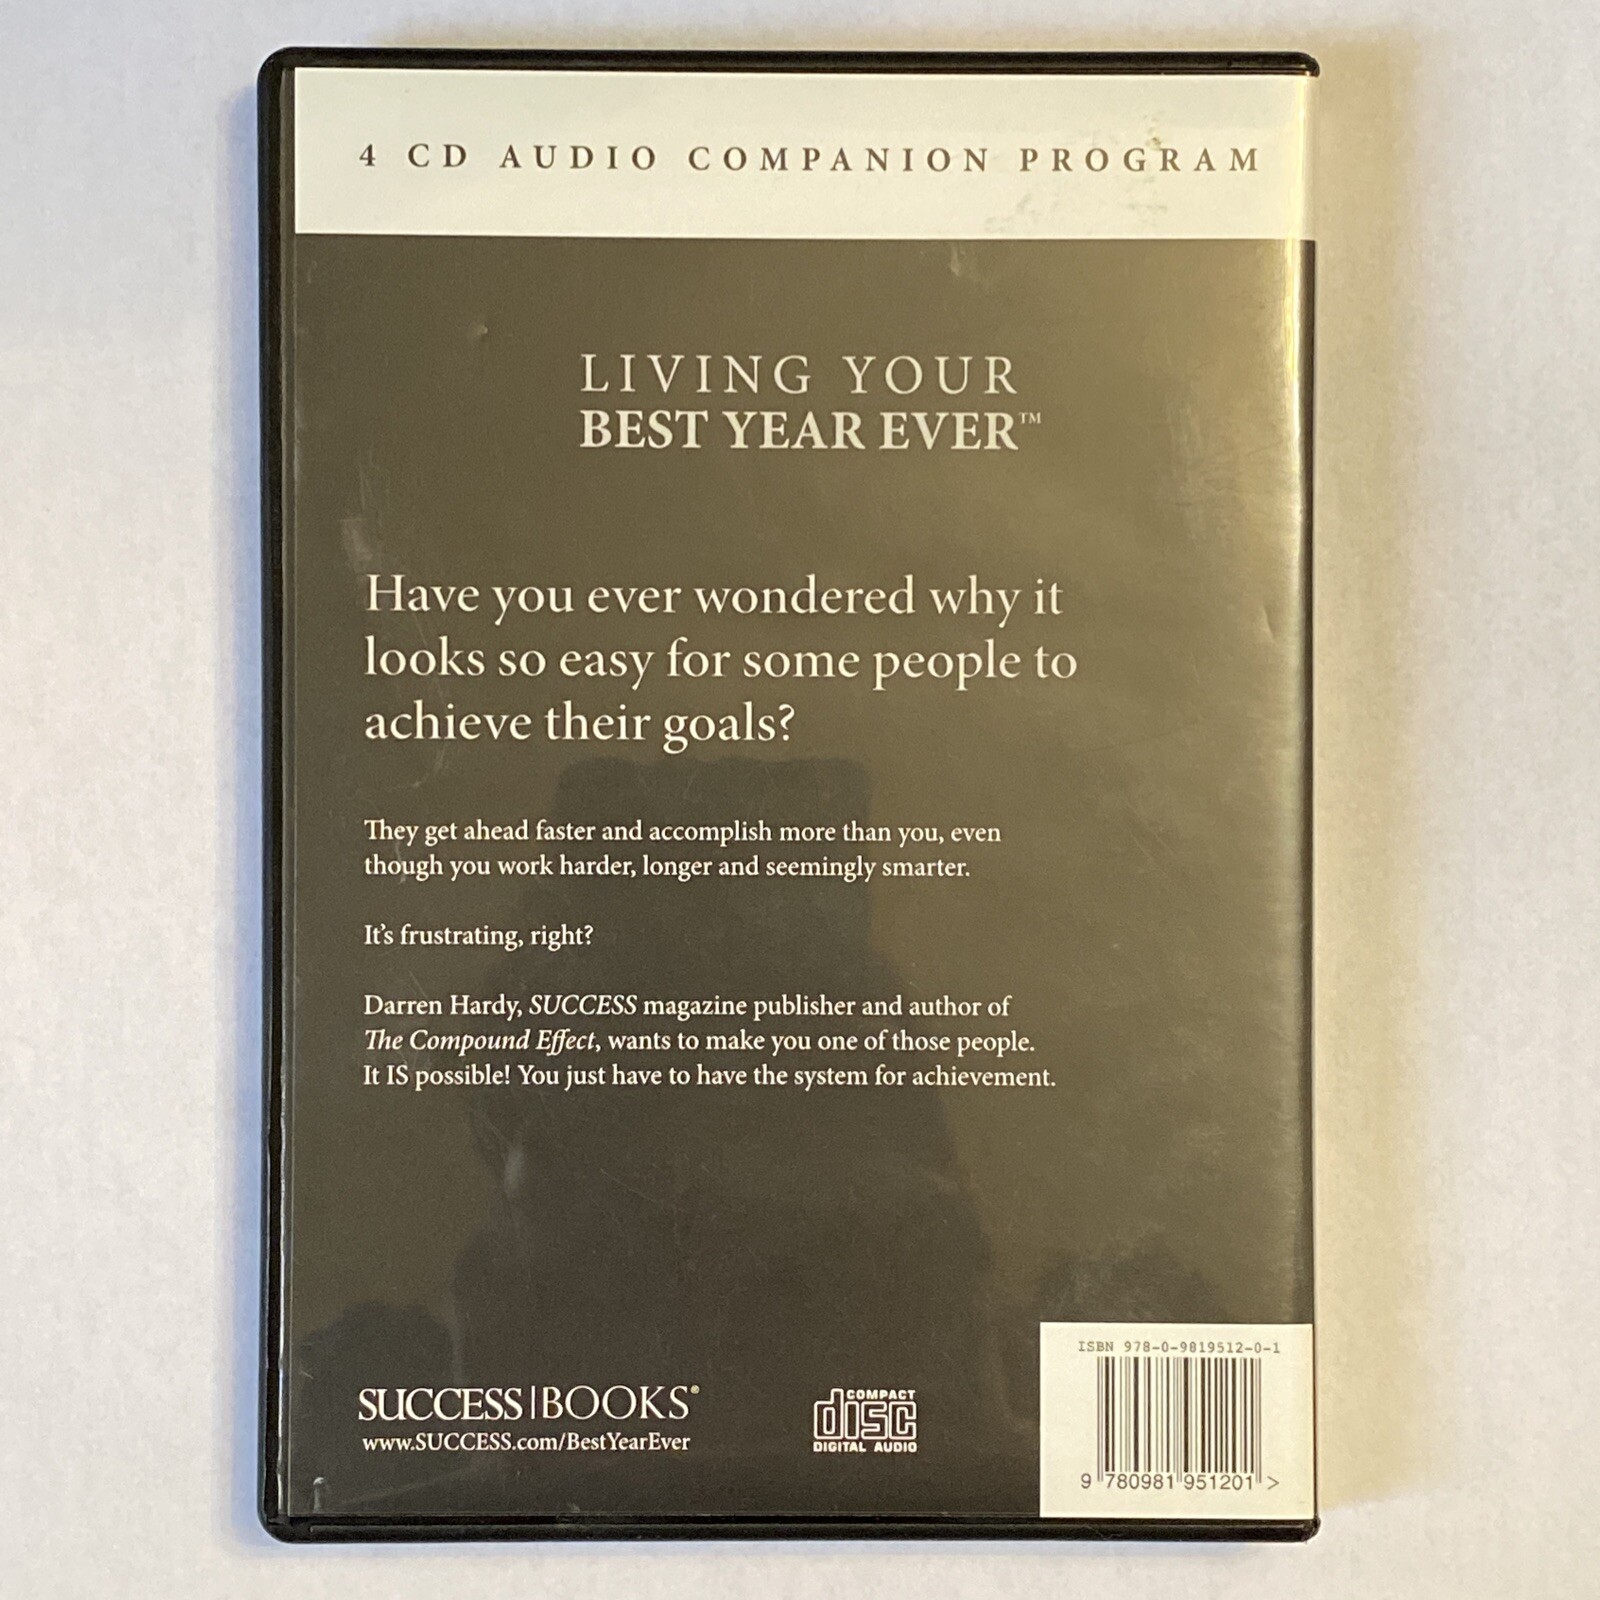 4 CD AUDIO COMPANION PROGRAM
LIVING YOUR
BEST YEAR EVER™
Have you ever wondered why it
looks so easy for some people to
achieve their goals?
They get ahead faster and accomplish more than you, even
though you work harder, longer and seemingly smarter.
It's frustrating, right?
Darren Hardy, SUCCESS magazine publisher and author of
The Compound Effect, wants to make you one of those people.
It IS possible! You just have to have the system for achievement.
SUCCESS|BOOKS®
www.SUCCESS.com/BestYearEver
COMPACT
disc
DIGITAL AUDIO
ISBN 978-0-9819512-0-1
9 780981 951201 >